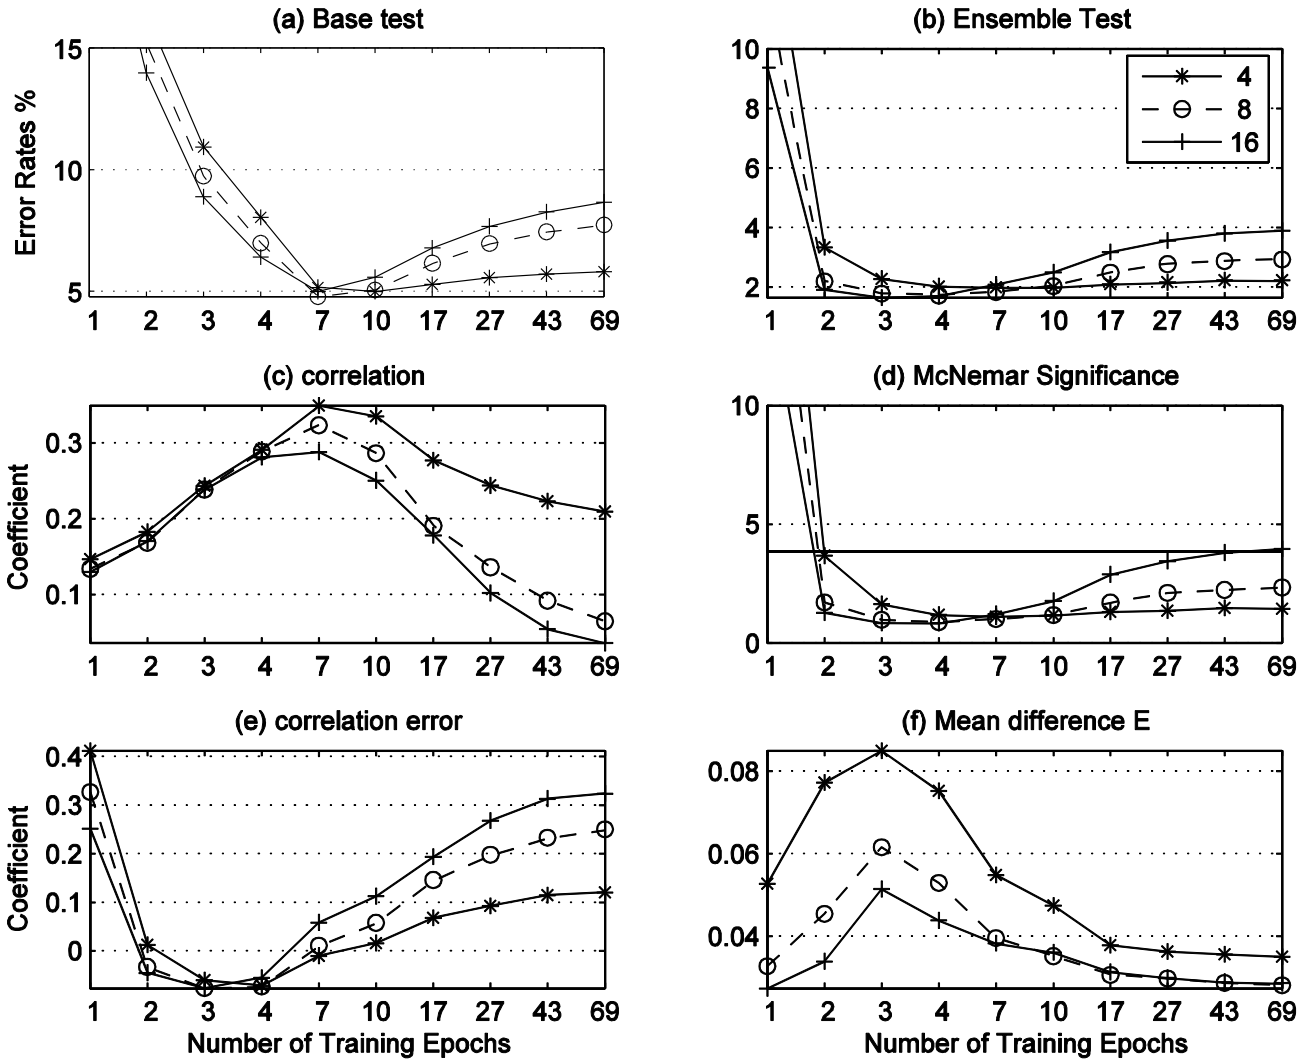 (a) Base test
(b) Ensemble Test
Error Rates %
15
10
5
1 2 3 4 7 10 17 27 43 69
10
8
6
4
2
1 2 3 4 7 10 17 27 43 69
4
8
16
(c) correlation
(d) McNemar Significance
Coefficient
0.3
0.2
0.1
1 2 3 4 7 10 17 27 43 69
10
5
0
1 2 3 4 7 10 17 27 43 69
(e) correlation error
(f) Mean difference E
Coefficient
0.4
0.3
0.2
0.1
0
1 2 3 4 7 10 17 27 43 69
Number of Training Epochs
0.08
0.06
0.04
1 2 3 4 7 10 17 27 43 69
Number of Training Epochs